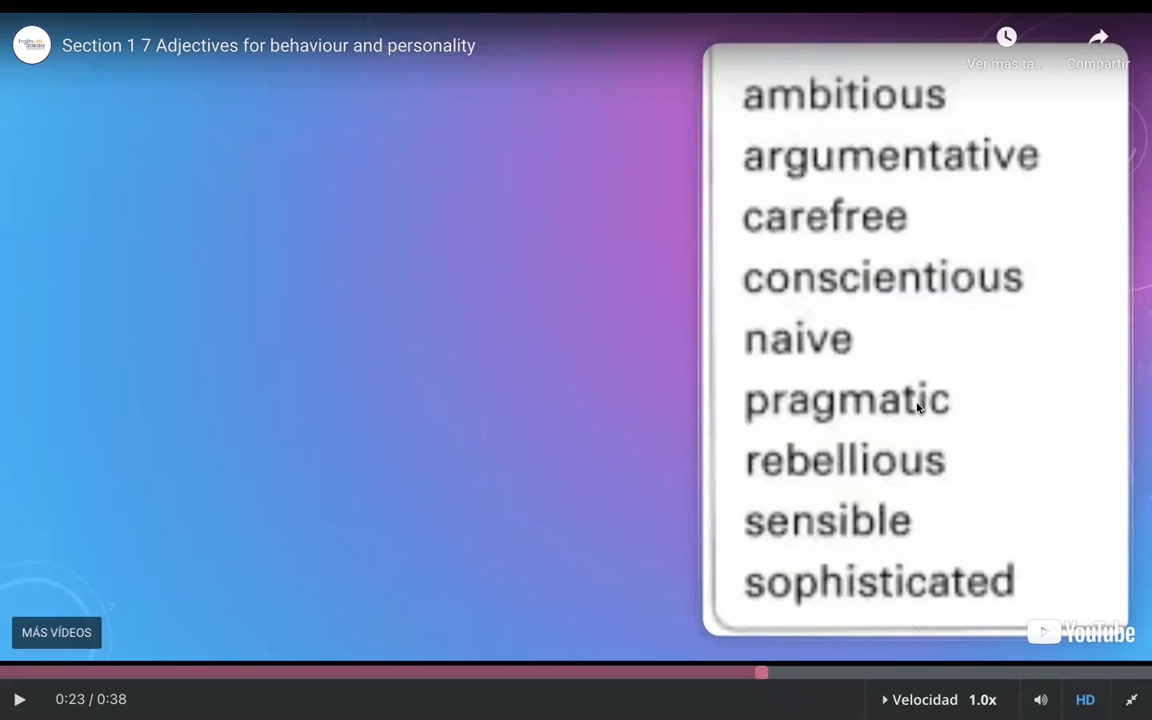 Section 1 7 Adjectives for behaviour and personality
Ver más ta...
Compartir
ambitious
argumentative
carefree
conscientious
naive
pragmatic
rebellious
sensible
sophisticated
MÁS VÍDEOS
YouTube
0:23 / 0:38
Velocidad 1.0x
HD